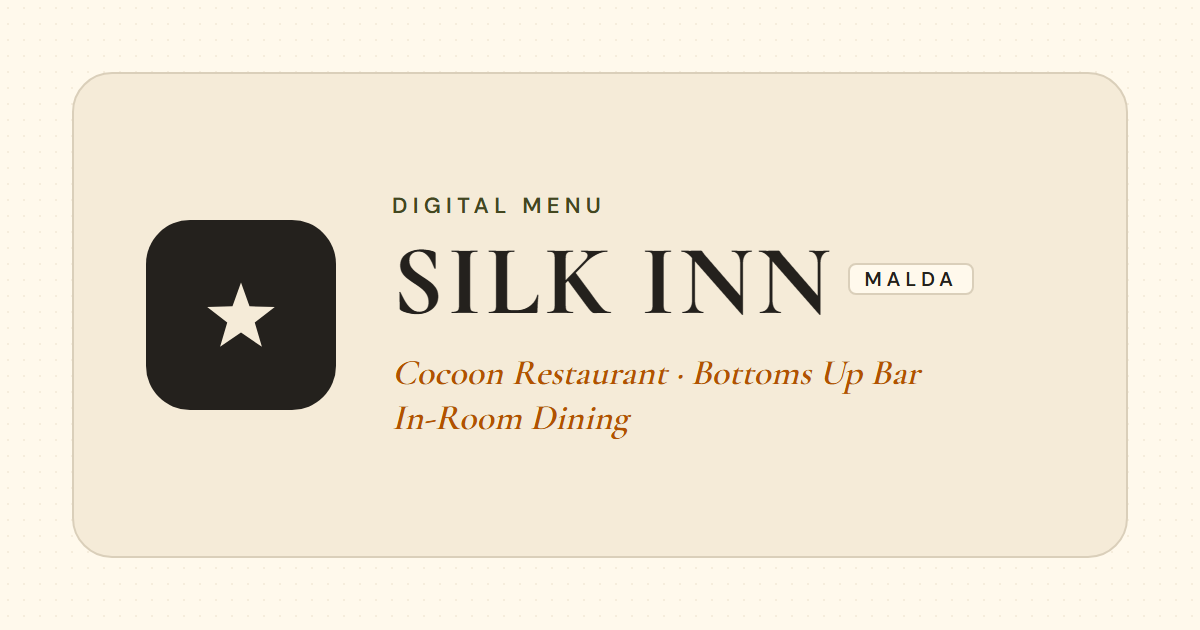 DIGITAL MENU
SILK INN MALDA
Cocoon Restaurant · Bottoms Up Bar
In-Room Dining